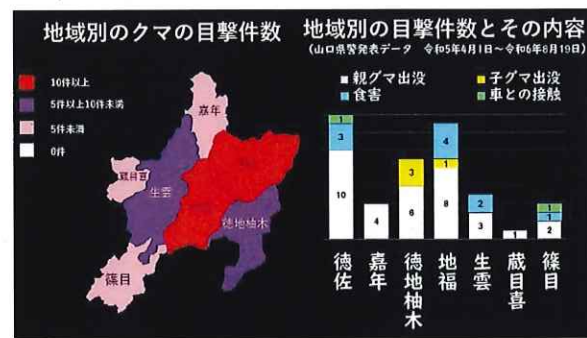 地域別のクマの目撃件数
10件以上
5件以上10件未満
5件未満
0件
嘉年
蔵目喜
生雲
徳地柚木
篠目
地域別の目撃件数とその内容
(山口県警発表データ 令和5年4月1日~令和6年8月19日)
親グマ出没
子グマ出没
食害
車との接触
1
3
10
4
3
6
4
1
8
2
3
1
1
1
2
徳佐
嘉年
徳地柚木
地福
生雲
蔵目喜
篠目